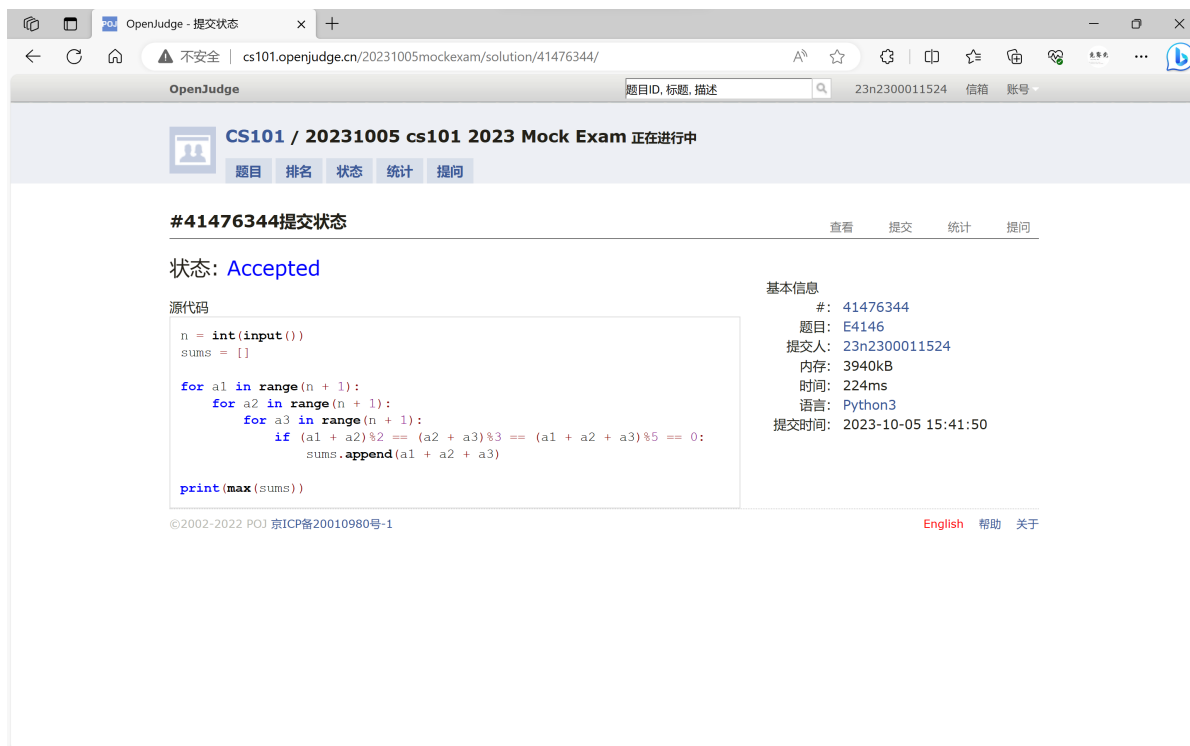 OpenJudge - 提交状态
不安全 cs101.openjudge.cn/20231005mockexam/solution/41476344/
OpenJudge 题目ID, 标题, 描述 23n2300011524 信箱 账号
CS101 / 20231005 cs101 2023 Mock Exam 正在进行中
题目 排名 状态 统计 提问
#41476344提交状态 查看 提交 统计 提问
状态: Accepted
源代码
n = int(input())
sums = []
for a1 in range(n + 1):
    for a2 in range(n + 1):
        for a3 in range(n + 1):
            if (a1 + a2)%2 == (a2 + a3)%3 == (a1 + a2 + a3)%5 == 0:
                sums.append(a1 + a2 + a3)
print(max(sums))
基本信息
#: 41476344
题目: E4146
提交人: 23n2300011524
内存: 3940kB
时间: 224ms
语言: Python3
提交时间: 2023-10-05 15:41:50
©2002-2022 POJ 京ICP备20010980号-1 English 帮助 关于